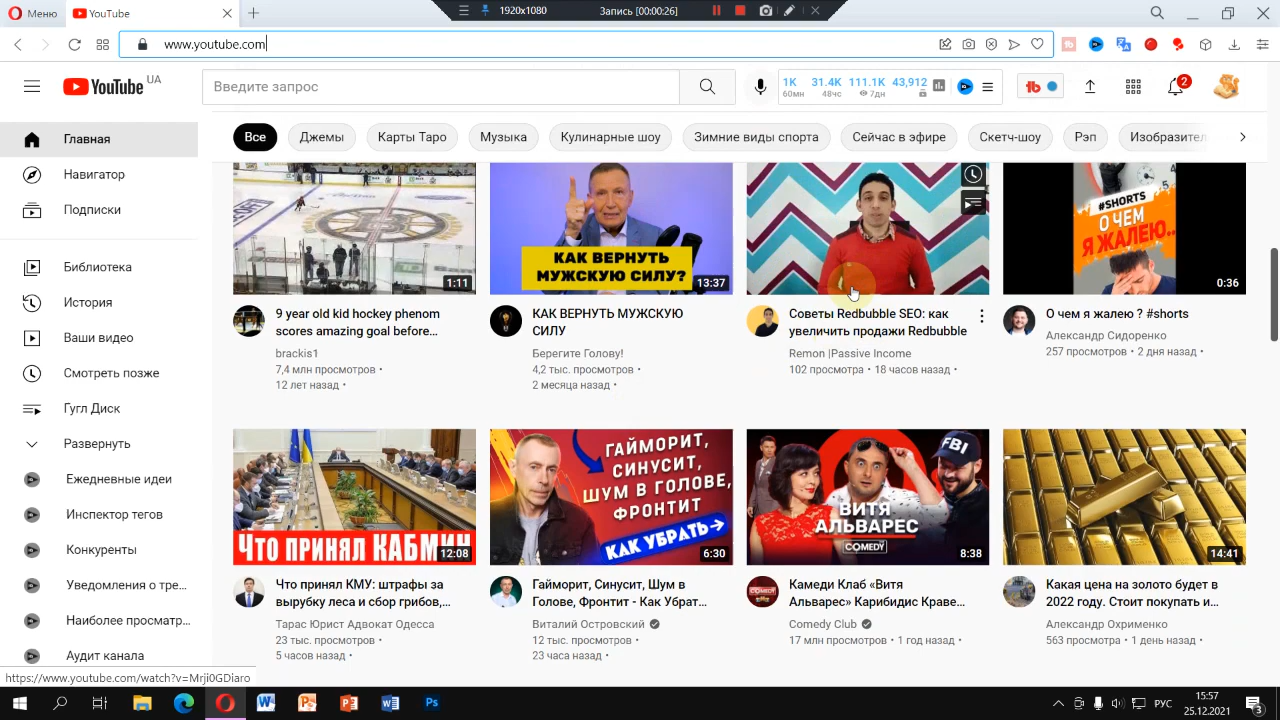 1920x1080
Запись [00:00:26]
Меню
YouTube
www.youtube.com
YouTube UA
Введите запрос
1K 31.4K 111.1K 43,912
60мн 48чс 7дн
2
Главная
Навигатор
Подписки
Библиотека
История
Ваши видео
Смотреть позже
Гугл Диск
Развернуть
Ежедневные идеи
Инспектор тегов
Конкуренты
Уведомления о тре...
Наиболее просматр...
Аудит канала
Все
Джемы
Карты Таро
Музыка
Кулинарные шоу
Зимние виды спорта
Сейчас в эфире
Скетч-шоу
Рэп
Изобразител
1:11
9 year old kid hockey phenom
scores amazing goal before...
brackis1
7,4 млн просмотров •
12 лет назад •
КАК ВЕРНУТЬ
МУЖСКУЮ СИЛУ?
13:37
КАК ВЕРНУТЬ МУЖСКУЮ
СИЛУ
Берегите Голову!
4,2 тыс. просмотров •
2 месяца назад •
Советы Redbubble SEO: как
увеличить продажи Redbubble
Remon |Passive Income
102 просмотра • 18 часов назад •
#SHORTS
О ЧЕМ
Я ЖАЛЕЮ..
0:36
О чем я жалею ? #shorts
Александр Сидоренко
257 просмотров • 2 дня назад •
ЧТО ПРИНЯЛ КАБМИН
12:08
Что принял КМУ: штрафы за
вырубку леса и сбор грибов,...
Тарас Юрист Адвокат Одесса
23 тыс. просмотров •
5 часов назад •
ГАЙМОРИТ,
СИНУСИТ,
ШУМ В ГОЛОВЕ,
ФРОНТИТ
КАК УБРАТЬ
6:30
Гайморит, Синусит, Шум в
Голове, Фронтит - Как Убрат...
Виталий Островский
12 тыс. просмотров •
23 часа назад •
FBI
ВИТЯ
АЛЬВАРЕС
COMEDY
8:38
Камеди Клаб «Витя
Альварес» Карибидис Краве...
Comedy Club
17 млн просмотров • 1 год назад •
14:41
Какая цена на золото будет в
2022 году. Стоит покупать и...
Александр Охрименко
563 просмотра • 1 день назад •
https://www.youtube.com/watch?v=Mrji0GDiaro
РУС
15:57
25.12.2021
3